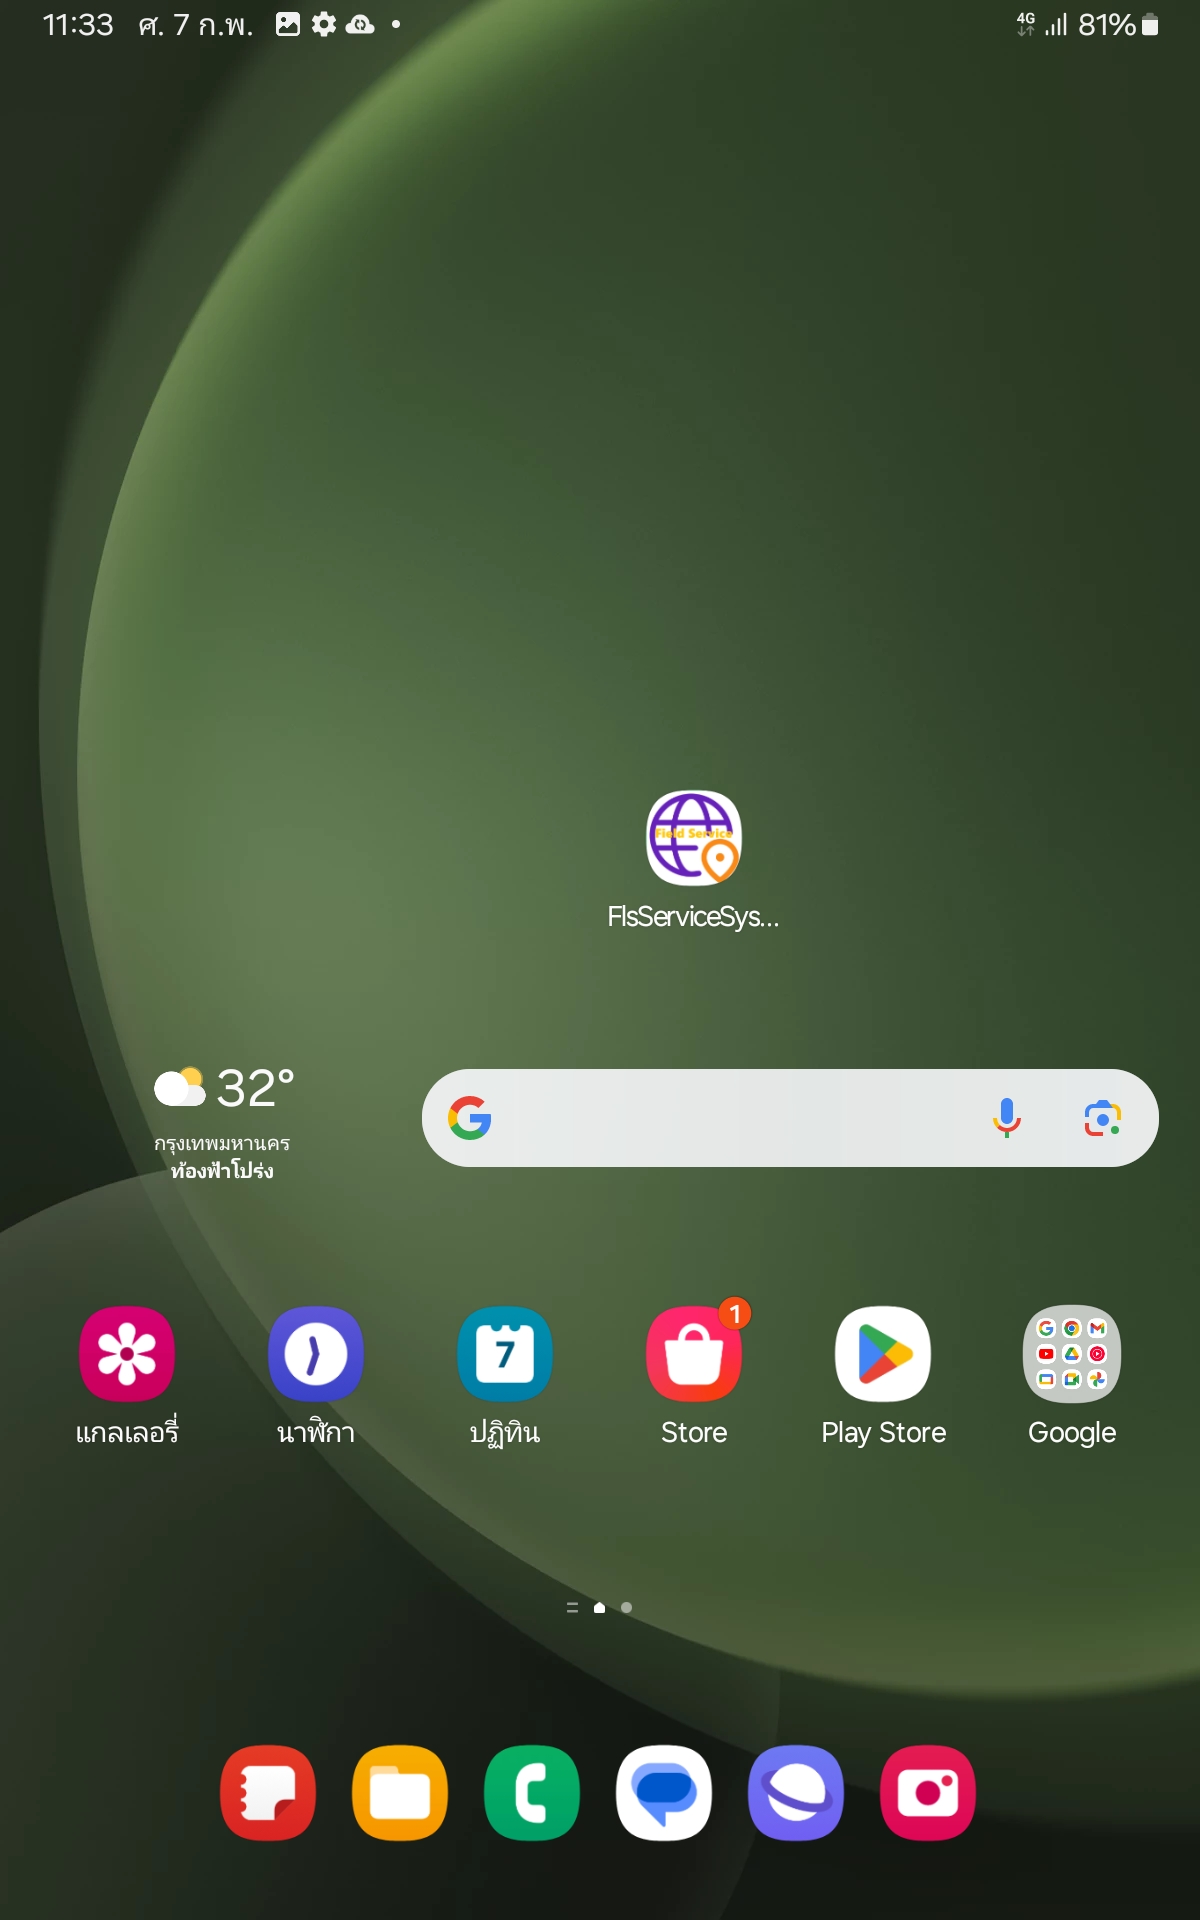 11:33 ศ. 7 ก.พ.
4G 81%
Field Service
FlsServiceSys...
32°
กรุงเทพมหานคร
ท้องฟ้าโปร่ง
7
1
แกลเลอรี่ นาฬิกา ปฏิทิน Store Play Store Google